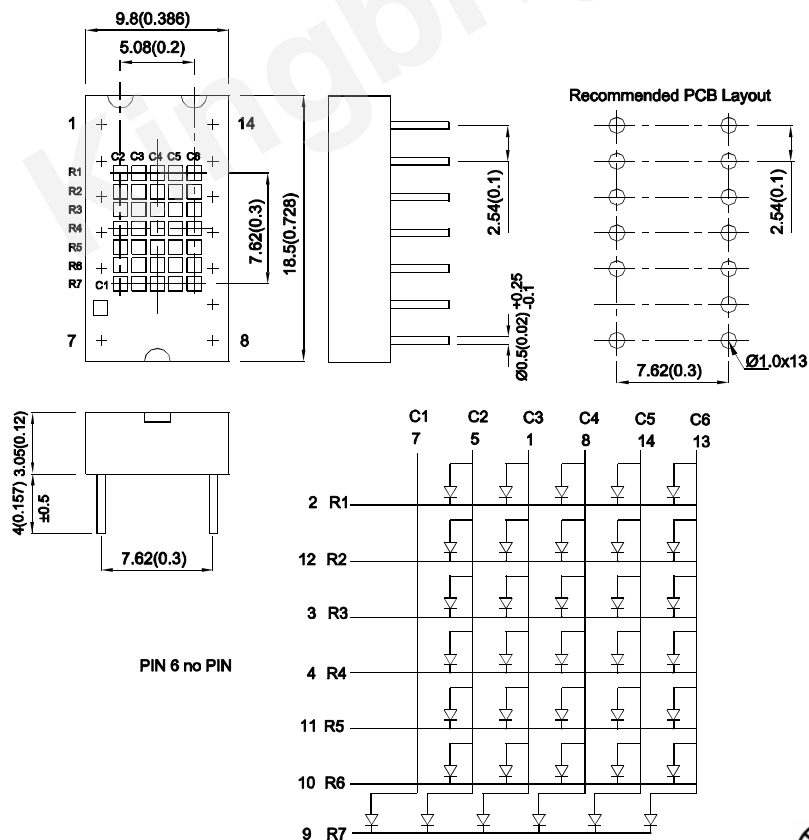 Kingbri
9.8(0.386)
5.08(0.2)
1
14
C2 C3 C4 C5 C6
R1
R2
R3
R4
R5
R6
R7
C1
7
8
7.62(0.3)
18.5(0.728)
2.54(0.1)
Ø0.5(0.02) +0.25
-0.1
Recommended PCB Layout
2.54(0.1)
7.62(0.3)
Ø1.0x13
3.05(0.12)
4(0.157)
±0.5
7.62(0.3)
PIN 6 no PIN
C1 C2 C3 C4 C5 C6
7 5 1 8 14 13
2 R1
12 R2
3 R3
4 R4
11 R5
10 R6
9 R7